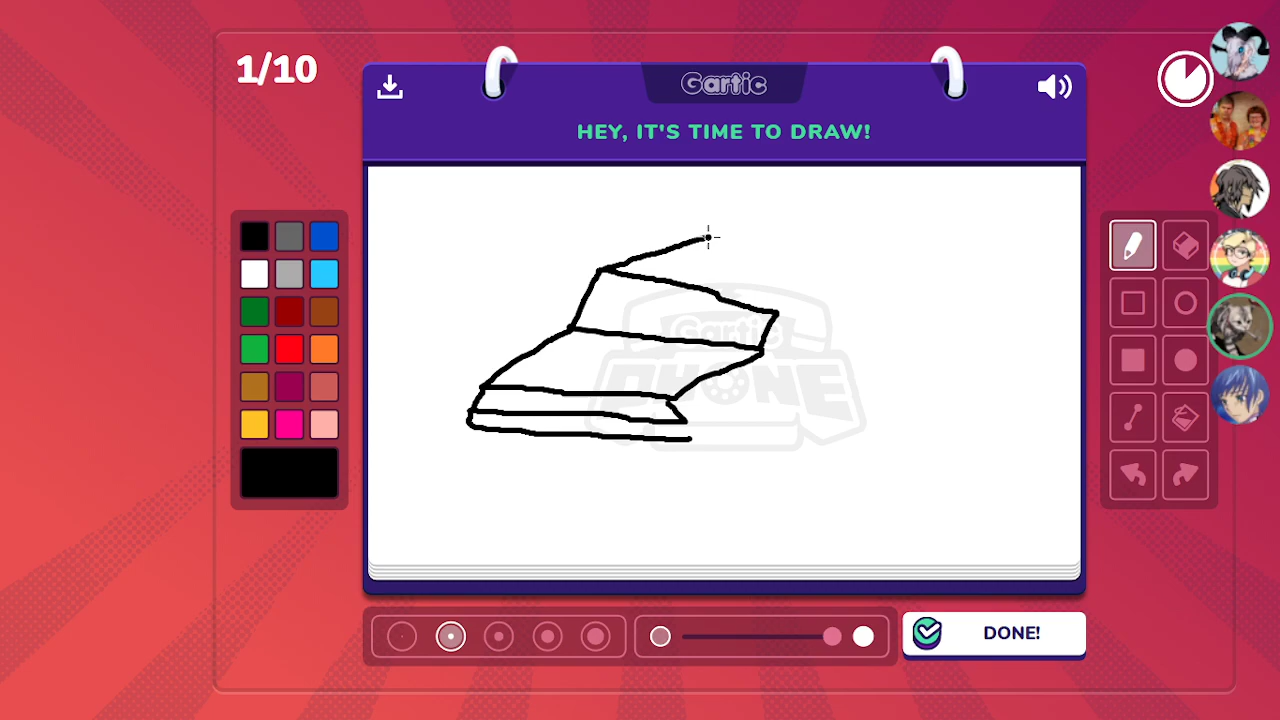 1/10
Gartic
HEY, IT'S TIME TO DRAW!
Gartic
PHONE
DONE!